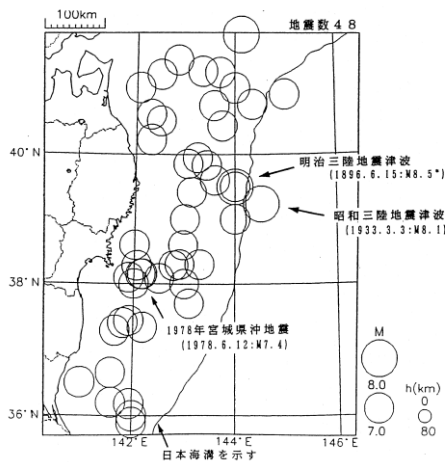 100km
地震数48
40°N
明治三陸地震津波
(1896.6.15:M8.5*)
昭和三陸地震津波
(1933.3.3:M8.1)
38°N
1978年宮城県沖地震
(1978.6.12:M7.4)
M
8.0
7.0
h(km)
0
80
36°N
142°E
144°E
146°E
日本海溝を示す